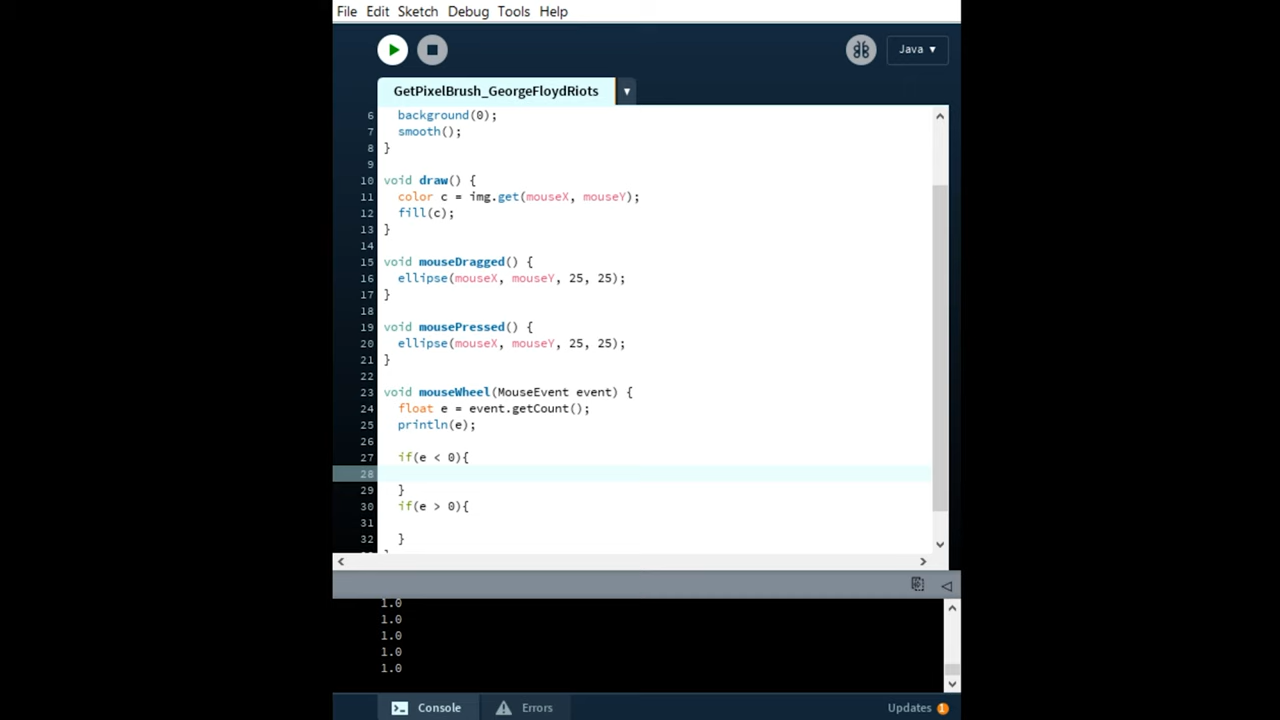 File Edit Sketch Debug Tools Help
Java ▾
GetPixelBrush_GeorgeFloydRiots ▾
6 background(0);
7 smooth();
8 }
9
10 void draw() {
11 color c = img.get(mouseX, mouseY);
12 fill(c);
13 }
14
15 void mouseDragged() {
16 ellipse(mouseX, mouseY, 25, 25);
17 }
18
19 void mousePressed() {
20 ellipse(mouseX, mouseY, 25, 25);
21 }
22
23 void mouseWheel(MouseEvent event) {
24 float e = event.getCount();
25 println(e);
26
27 if(e < 0){
28
29 }
30 if(e > 0){
31
32 }
1.0
1.0
1.0
1.0
1.0
Console Errors Updates 1